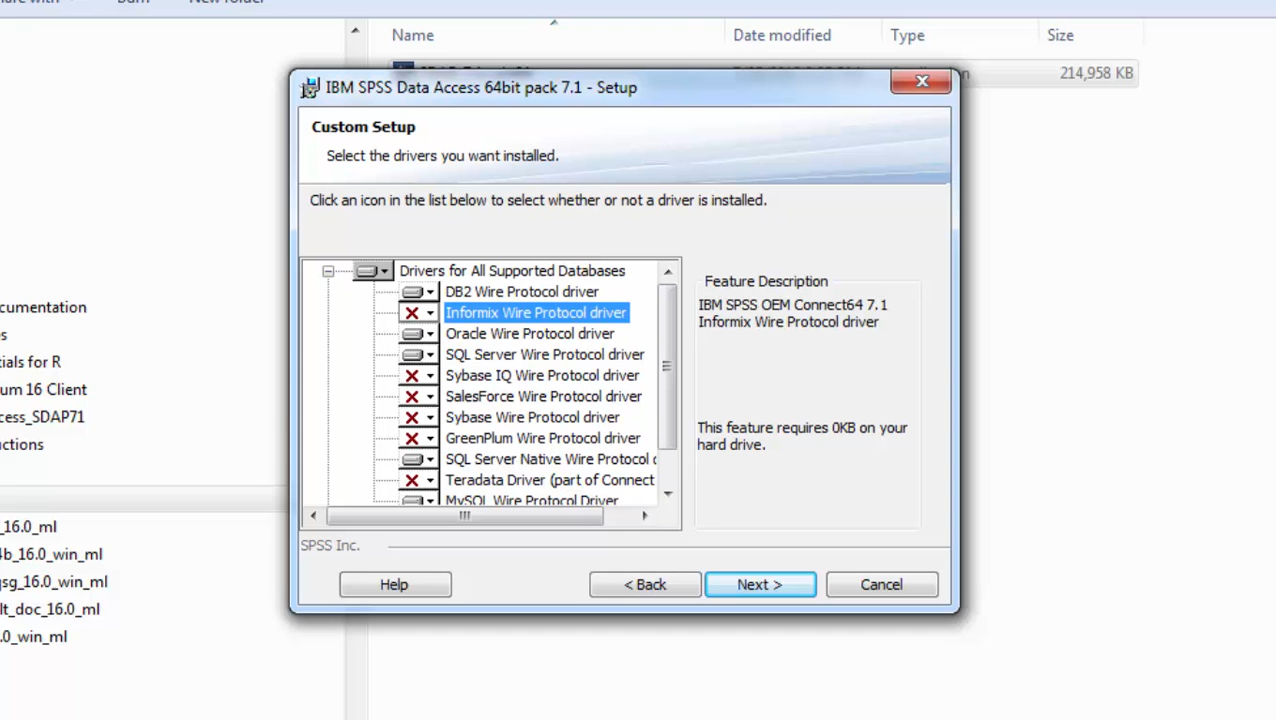 New folder
Name
Date modified
Type
Size
214,958 KB
IBM SPSS Data Access 64bit pack 7.1 - Setup
Custom Setup
Select the drivers you want installed.
Click an icon in the list below to select whether or not a driver is installed.
Drivers for All Supported Databases
DB2 Wire Protocol driver
Informix Wire Protocol driver
Oracle Wire Protocol driver
SQL Server Wire Protocol driver
Sybase IQ Wire Protocol driver
SalesForce Wire Protocol driver
Sybase Wire Protocol driver
GreenPlum Wire Protocol driver
SQL Server Native Wire Protocol
Teradata Driver (part of Connect
MySQL Wire Protocol Driver
Feature Description
IBM SPSS OEM Connect64 7.1
Informix Wire Protocol driver
This feature requires 0KB on your
hard drive.
SPSS Inc.
Help
< Back
Next >
Cancel
umentation
s
ials for R
um 16 Client
cess_SDAP71
uctions
_16.0_ml
4b_16.0_win_ml
gsg_16.0_win_ml
lt_doc_16.0_ml
.0_win_ml